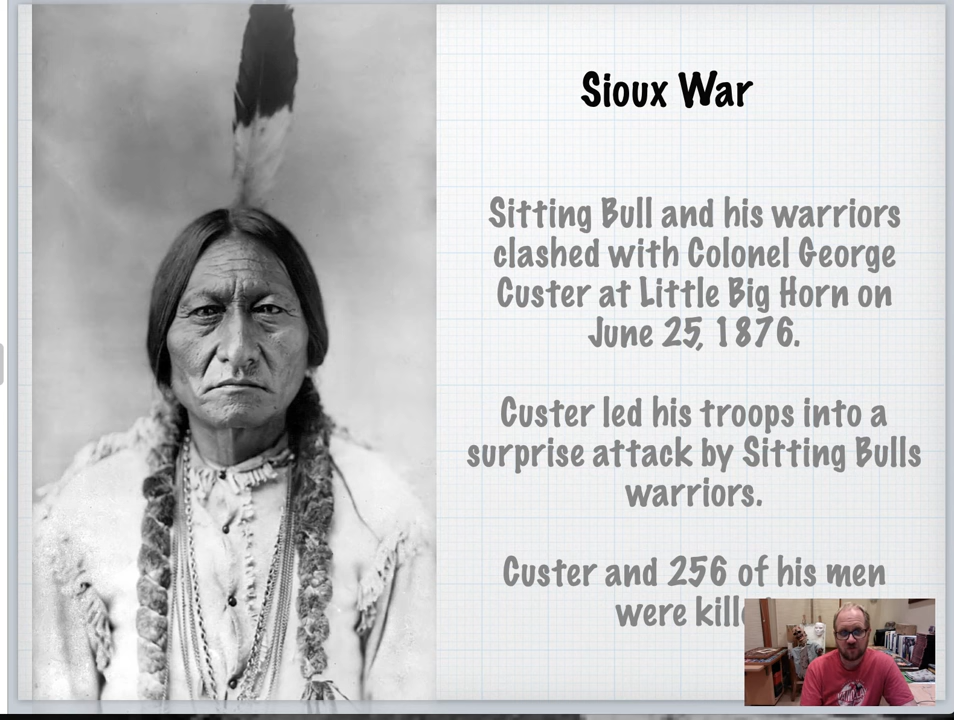 Sioux War
Sitting Bull and his warriors
clashed with Colonel George
Custer at Little Big Horn on
June 25, 1876.
Custer led his troops into a
surprise attack by Sitting Bulls
warriors.
Custer and 256 of his men
were